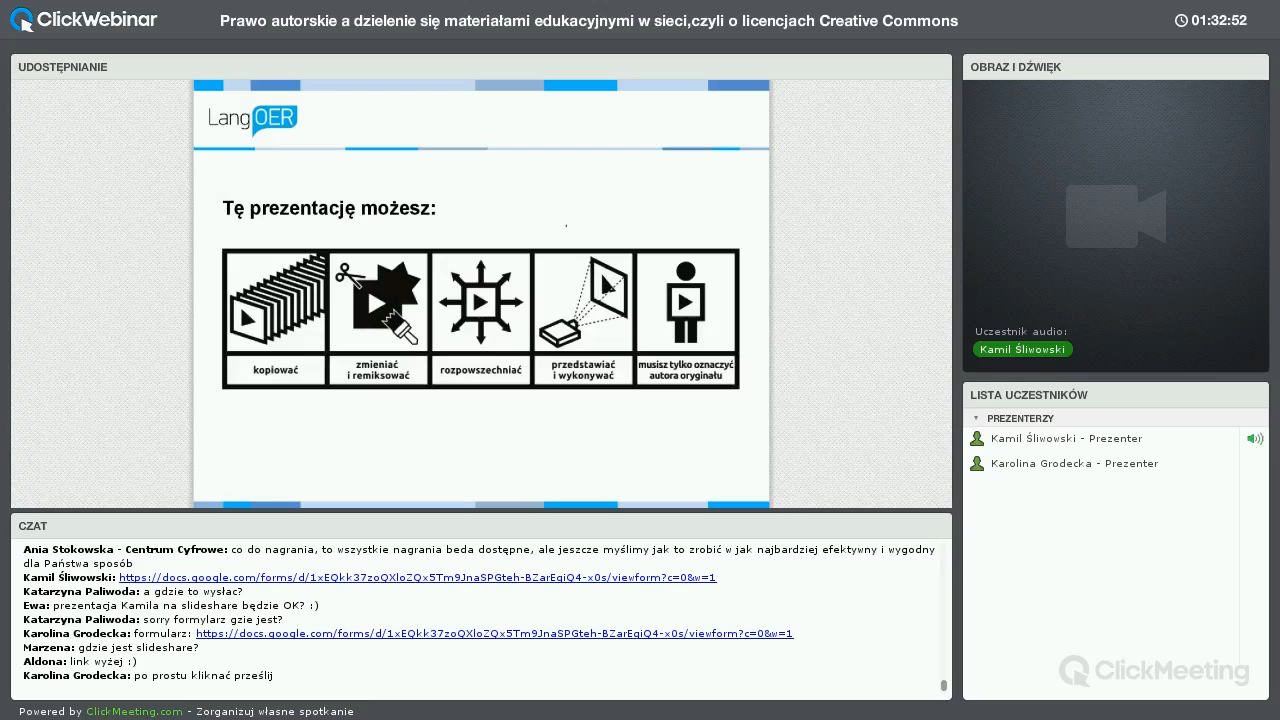 ClickWebinar
Prawo autorskie a dzielenie się materiałami edukacyjnymi w sieci,czyli o licencjach Creative Commons
01:32:52
UDOSTĘPNIANIE
LangOER
Tę prezentację możesz:
kopiować
zmieniać
i remiksować
rozpowszechniać
przedstawiać
i wykonywać
musisz tylko oznaczyć
autora oryginału
OBRAZ I DŹWIĘK
Uczestnik audio:
Kamil Śliwowski
LISTA UCZESTNIKÓW
PREZENTERZY
Kamil Śliwowski - Prezenter
Karolina Grodecka - Prezenter
CZAT
Ania Stokowska - Centrum Cyfrowe: co do nagrania, to wszystkie nagrania beda dostępne, ale jeszcze myślimy jak to zrobić w jak najbardziej efektywny i wygodny
dla Państwa sposób
Kamil Śliwowski: https://docs.google.com/forms/d/1xEQkk37zoQXloZQx5Tm9JnaSPGteh-BZarEqiQ4-x0s/viewform?c=0&w=1
Katarzyna Paliwoda: a gdzie to wysłac?
Ewa: prezentacja Kamila na slideshare będzie OK? :)
Katarzyna Paliwoda: sorry formylarz gzie jest?
Karolina Grodecka: formularz: https://docs.google.com/forms/d/1xEQkk37zoQXloZQx5Tm9JnaSPGteh-BZarEqiQ4-x0s/viewform?c=0&w=1
Marzena: gdzie jest slideshare?
Aldona: link wyżej :)
Karolina Grodecka: po prostu kliknać prześlij
ClickMeeting
Powered by ClickMeeting.com - Zorganizuj własne spotkanie